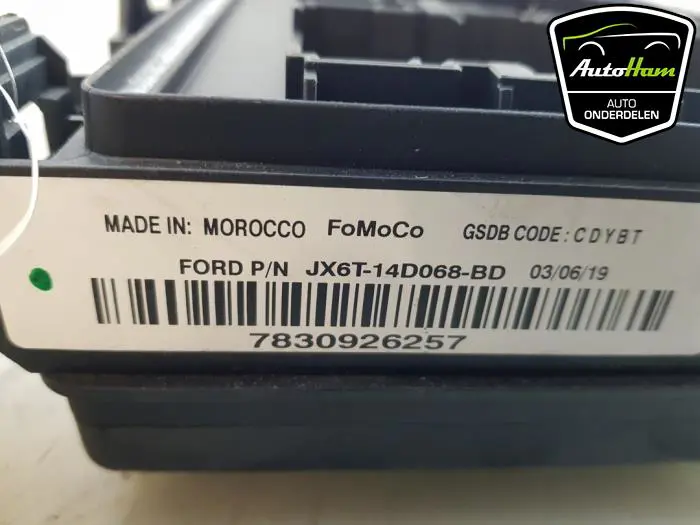 AutoHam
AUTO
ONDERDELEN
MADE IN: MOROCCO FoMoCo GSDB CODE: CDYBT
FORD P/N JX6T-14D068-BD 03/06/19
7830926257